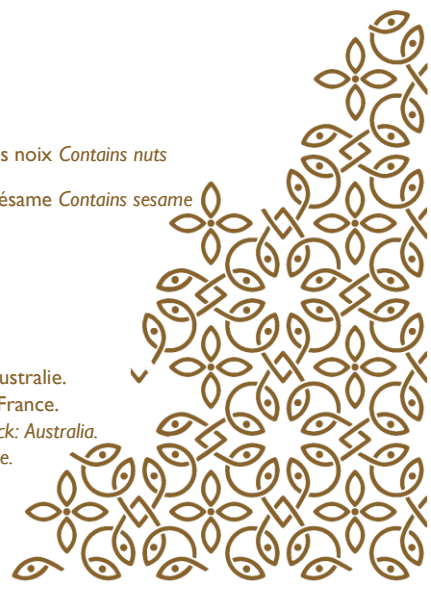 s noix Contains nuts
ésame Contains sesame
ustralie.
France.
ck: Australia.
e.